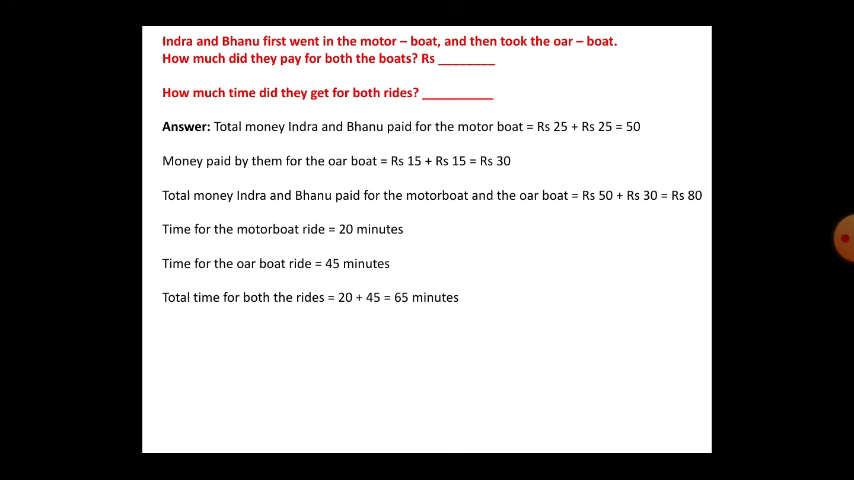 Indra and Bhanu first went in the motor – boat, and then took the oar – boat.
How much did they pay for both the boats? Rs ________
How much time did they get for both rides? __________
Answer: Total money Indra and Bhanu paid for the motor boat = Rs 25 + Rs 25 = 50
Money paid by them for the oar boat = Rs 15 + Rs 15 = Rs 30
Total money Indra and Bhanu paid for the motorboat and the oar boat = Rs 50 + Rs 30 = Rs 80
Time for the motorboat ride = 20 minutes
Time for the oar boat ride = 45 minutes
Total time for both the rides = 20 + 45 = 65 minutes